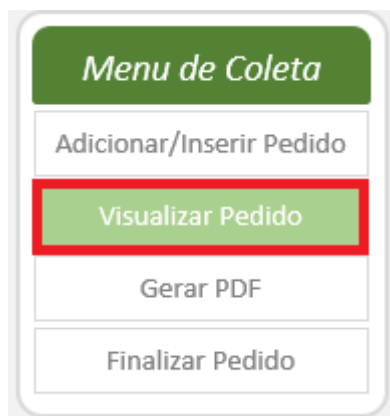 Menu de Coleta
Adicionar/Inserir Pedido
Visualizar Pedido
Gerar PDF
Finalizar Pedido